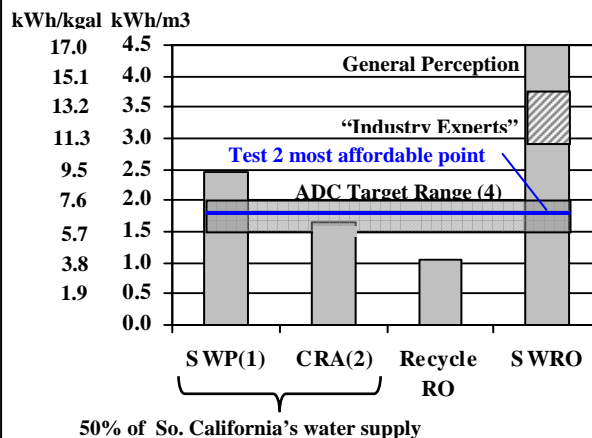 kWh/kgal kWh/m3
17.0 4.5
15.1 4.0
13.2 3.5
11.3 3.0
9.5 2.5
7.6 2.0
5.7 1.5
3.8 1.0
1.9 0.5
0.0
General Perception
“Industry Experts”
Test 2 most affordable point
ADC Target Range (4)
SWP(1) CRA(2) Recycle RO SWRO
50% of So. California's water supply